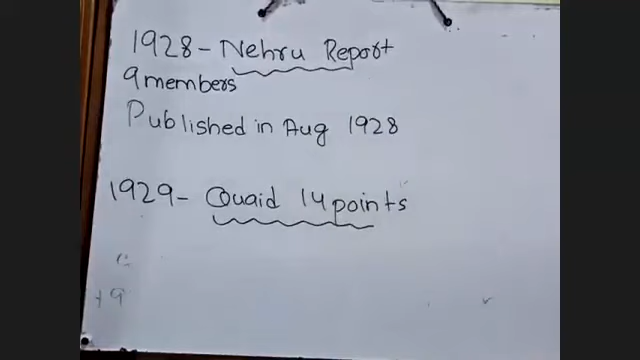 1928 - Nehru Report
9 members
Published in Aug 1928
1929 - Quaid 14 points